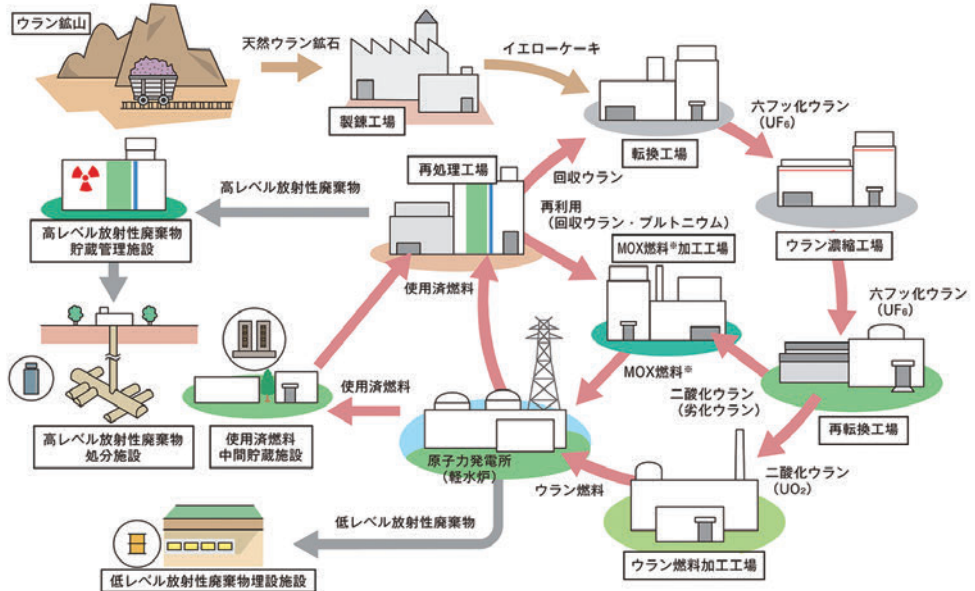 ウラン鉱山
天然ウラン鉱石
イエローケーキ
製錬工場
転換工場
六フッ化ウラン
（UF₆）
再処理工場
回収ウラン
高レベル放射性廃棄物
再利用
（回収ウラン・プルトニウム）
ウラン濃縮工場
高レベル放射性廃棄物
貯蔵管理施設
MOX燃料※加工工場
使用済燃料
六フッ化ウラン
（UF₆）
MOX燃料※
使用済燃料
二酸化ウラン
（劣化ウラン）
再転換工場
高レベル放射性廃棄物
処分施設
使用済燃料
中間貯蔵施設
原子力発電所
（軽水炉）
ウラン燃料
二酸化ウラン
（UO₂）
低レベル放射性廃棄物
ウラン燃料加工工場
低レベル放射性廃棄物埋設施設